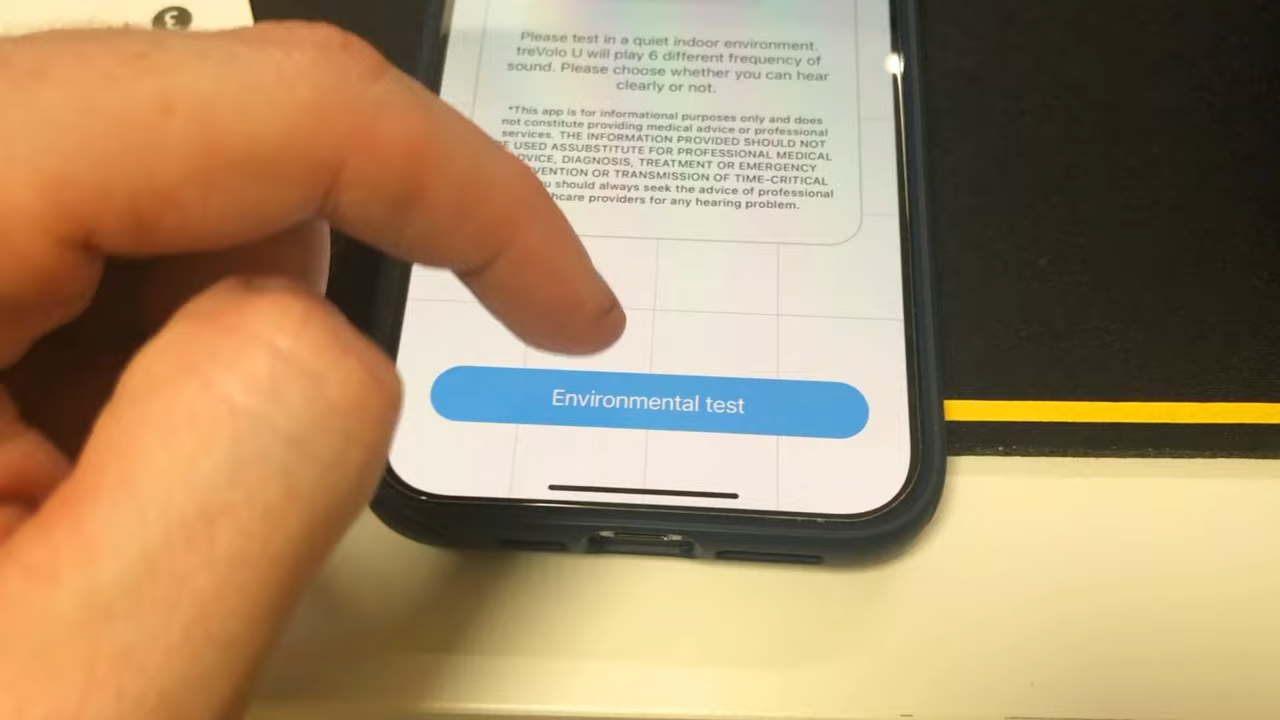 3
Please test in a quiet indoor environment.
treVolo U will play 6 different frequency of
sound. Please choose whether you can hear
clearly or not.
*This app is for informational purposes only and does
not constitute providing medical advice or professional
services. THE INFORMATION PROVIDED SHOULD NOT
USED ASSUBSTITUTE FOR PROFESSIONAL MEDICAL
DIAGNOSIS, TREATMENT OR EMERGENCY
OR TRANSMISSION OF TIME-CRITICAL
should always seek the advice of professional
providers for any hearing problem.
Environmental test